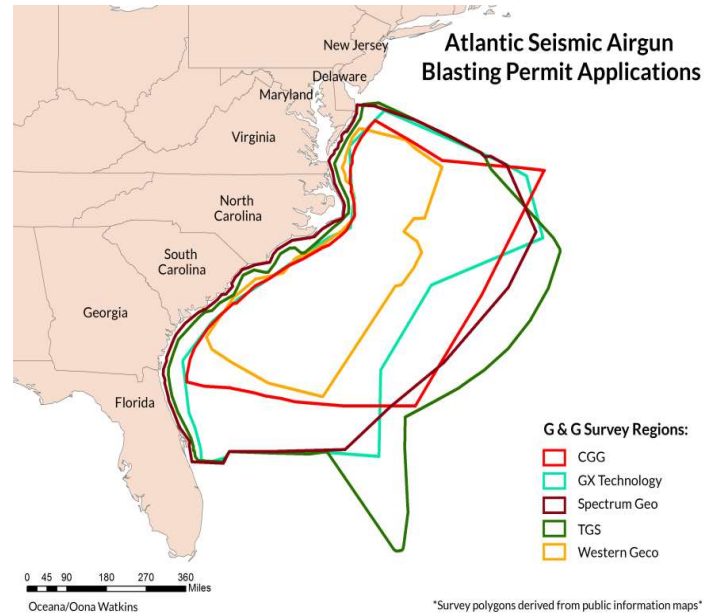 New Jersey
Atlantic Seismic Airgun
Blasting Permit Applications
Delaware
Maryland
Virginia
North
Carolina
South
Carolina
Georgia
Florida
G & G Survey Regions:
CGG
GX Technology
Spectrum Geo
TGS
Western Geco
0 45 90 180 270 360
Miles
Oceana/Oona Watkins
*Survey polygons derived from public information maps*